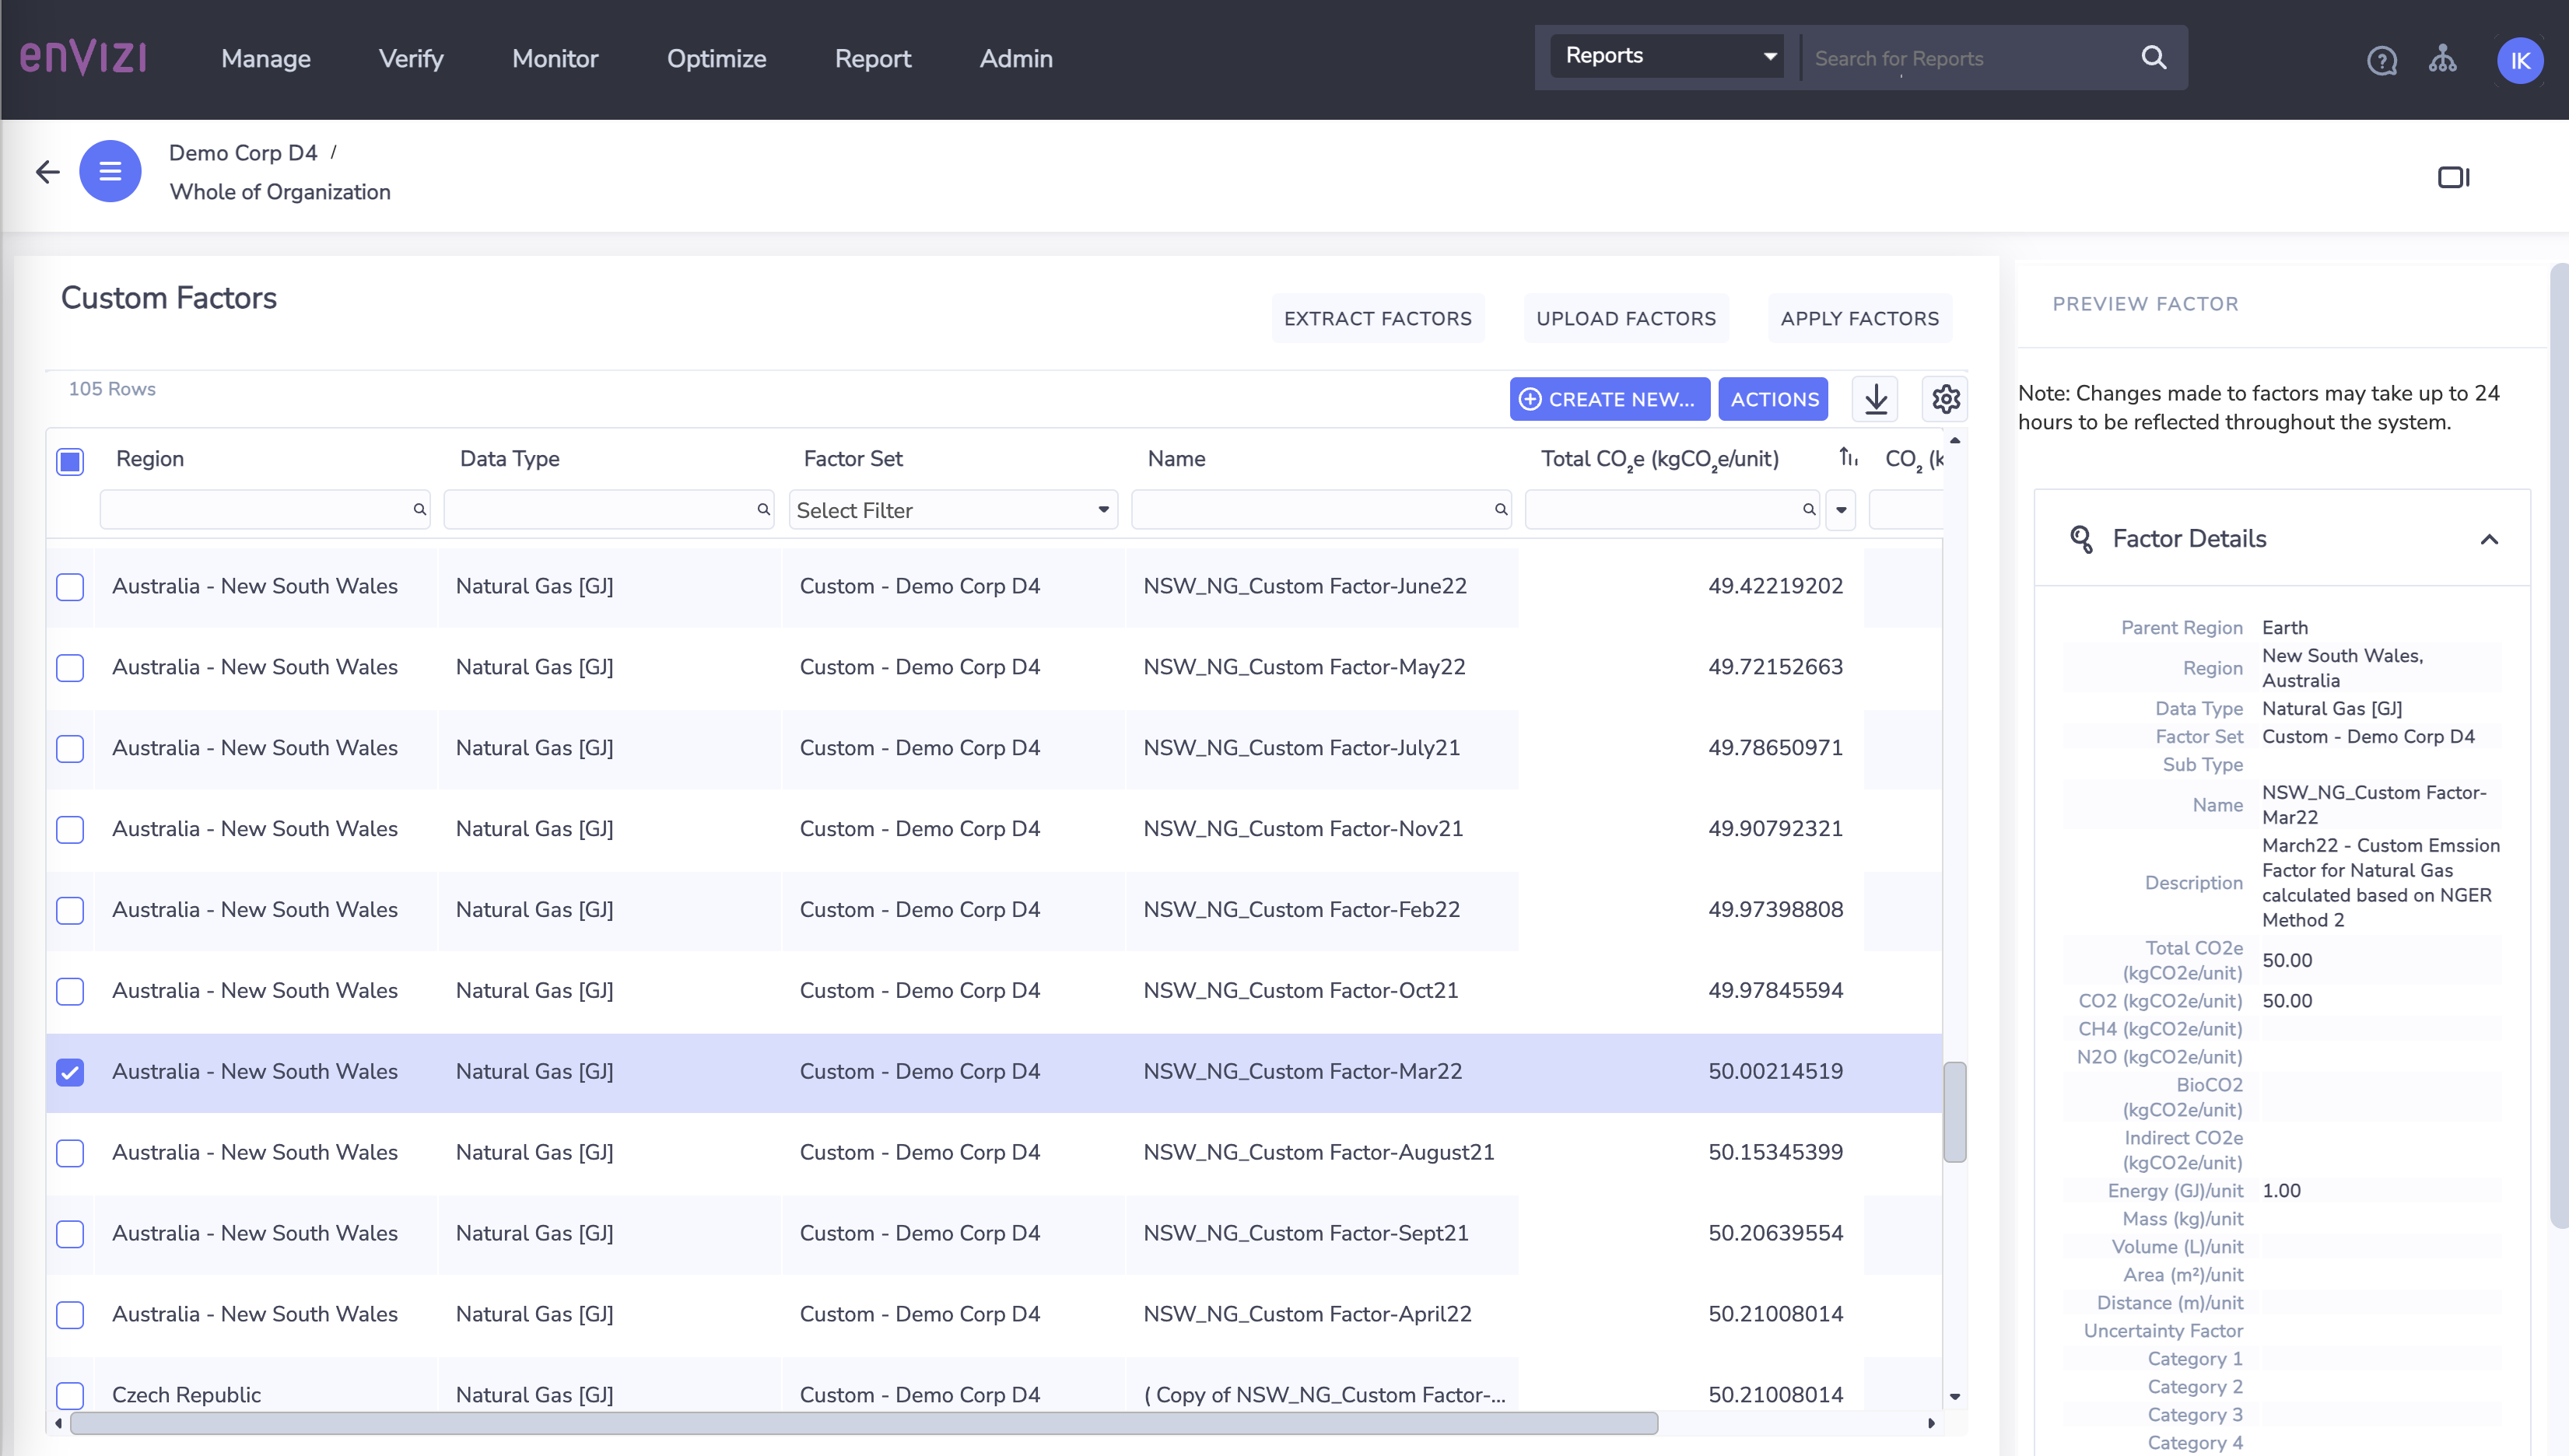 enVIZI
Manage Verify Monitor Optimize Report Admin
Reports Search for Reports
IK
Demo Corp D4 /
Whole of Organization
Custom Factors
EXTRACT FACTORS UPLOAD FACTORS APPLY FACTORS
105 Rows
CREATE NEW... ACTIONS
Region Data Type Factor Set Name Total CO₂e (kgCO₂e/unit) CO₂ (k
Select Filter
Australia - New South Wales Natural Gas [GJ] Custom - Demo Corp D4 NSW_NG_Custom Factor-June22 49.42219202
Australia - New South Wales Natural Gas [GJ] Custom - Demo Corp D4 NSW_NG_Custom Factor-May22 49.72152663
Australia - New South Wales Natural Gas [GJ] Custom - Demo Corp D4 NSW_NG_Custom Factor-July21 49.78650971
Australia - New South Wales Natural Gas [GJ] Custom - Demo Corp D4 NSW_NG_Custom Factor-Nov21 49.90792321
Australia - New South Wales Natural Gas [GJ] Custom - Demo Corp D4 NSW_NG_Custom Factor-Feb22 49.97398808
Australia - New South Wales Natural Gas [GJ] Custom - Demo Corp D4 NSW_NG_Custom Factor-Oct21 49.97845594
Australia - New South Wales Natural Gas [GJ] Custom - Demo Corp D4 NSW_NG_Custom Factor-Mar22 50.00214519
Australia - New South Wales Natural Gas [GJ] Custom - Demo Corp D4 NSW_NG_Custom Factor-August21 50.15345399
Australia - New South Wales Natural Gas [GJ] Custom - Demo Corp D4 NSW_NG_Custom Factor-Sept21 50.20639554
Australia - New South Wales Natural Gas [GJ] Custom - Demo Corp D4 NSW_NG_Custom Factor-April22 50.21008014
Czech Republic Natural Gas [GJ] Custom - Demo Corp D4 ( Copy of NSW_NG_Custom Factor-... 50.21008014
PREVIEW FACTOR
Note: Changes made to factors may take up to 24
hours to be reflected throughout the system.
Factor Details
Parent Region Earth
Region New South Wales,
Australia
Data Type Natural Gas [GJ]
Factor Set Custom - Demo Corp D4
Sub Type
Name NSW_NG_Custom Factor-
Mar22
Description March22 - Custom Emssion
Factor for Natural Gas
calculated based on NGER
Method 2
Total CO2e
(kgCO2e/unit) 50.00
CO2 (kgCO2e/unit) 50.00
CH4 (kgCO2e/unit)
N2O (kgCO2e/unit)
BioCO2
(kgCO2e/unit)
Indirect CO2e
(kgCO2e/unit)
Energy (GJ)/unit 1.00
Mass (kg)/unit
Volume (L)/unit
Area (m²)/unit
Distance (m)/unit
Uncertainty Factor
Category 1
Category 2
Category 3
Category 4